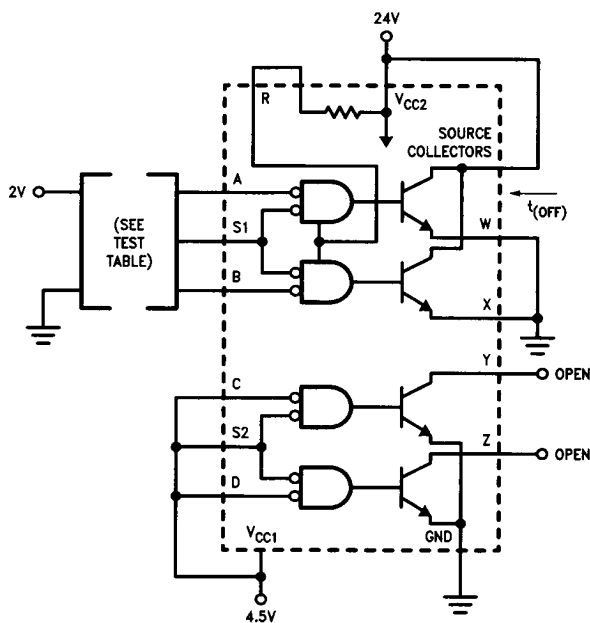 24V
R
VCC2
SOURCE
COLLECTORS
A
2V
(SEE
TEST
TABLE)
S1
t(OFF)
W
B
X
C
Y
OPEN
S2
Z
OPEN
D
VCC1
GND
4.5V